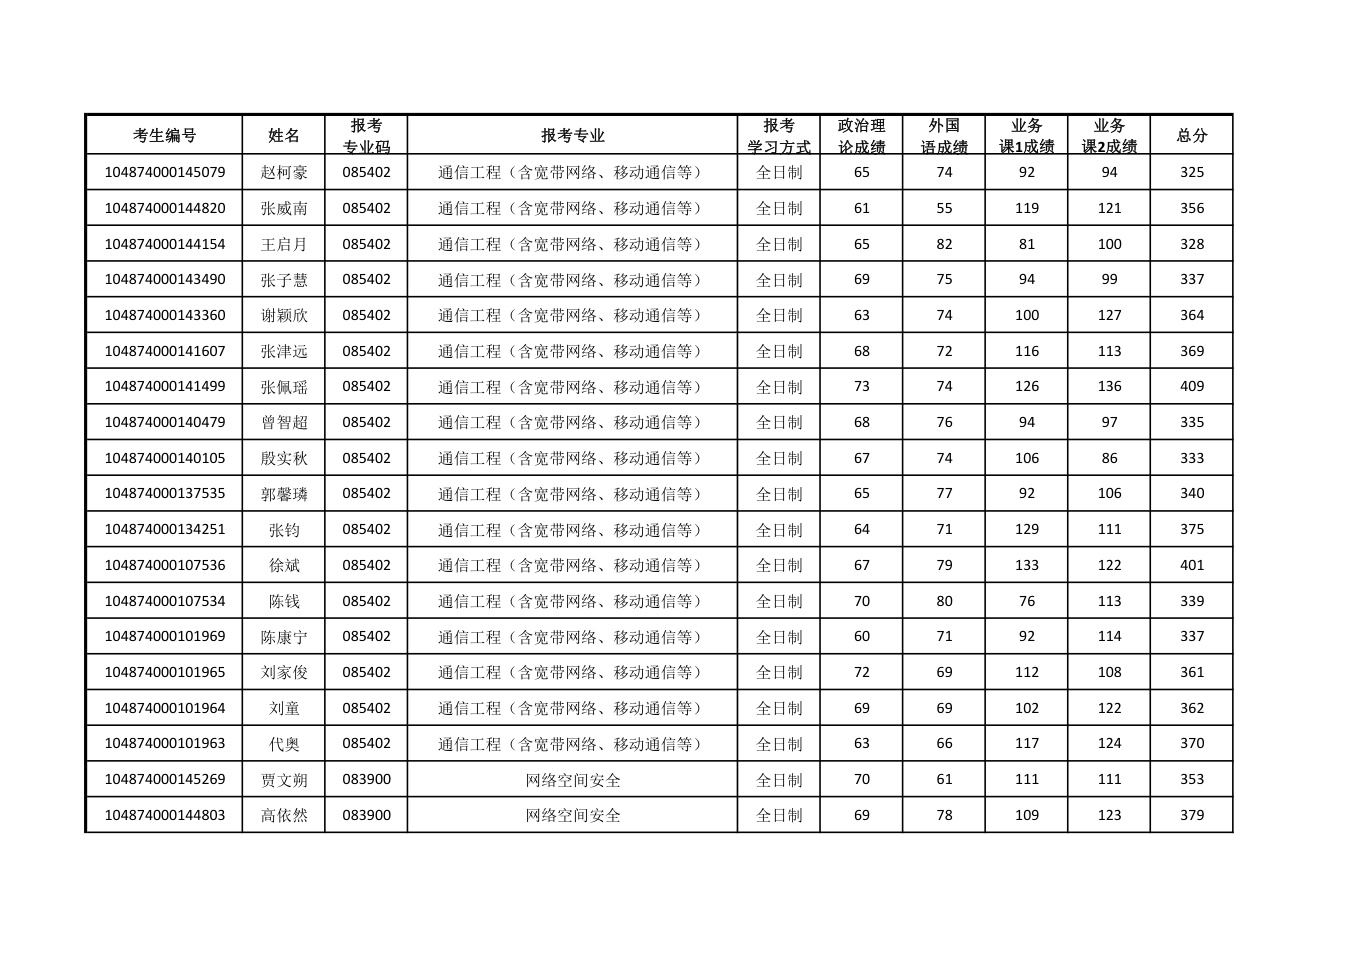 考生编号 姓名 报考专业码 报考专业 报考学习方式 政治理论成绩 外国语成绩 业务课1成绩 业务课2成绩 总分
104874000145079 赵柯豪 085402 通信工程（含宽带网络、移动通信等） 全日制 65 74 92 94 325
104874000144820 张威南 085402 通信工程（含宽带网络、移动通信等） 全日制 61 55 119 121 356
104874000144154 王启月 085402 通信工程（含宽带网络、移动通信等） 全日制 65 82 81 100 328
104874000143490 张子慧 085402 通信工程（含宽带网络、移动通信等） 全日制 69 75 94 99 337
104874000143360 谢颖欣 085402 通信工程（含宽带网络、移动通信等） 全日制 63 74 100 127 364
104874000141607 张津远 085402 通信工程（含宽带网络、移动通信等） 全日制 68 72 116 113 369
104874000141499 张佩瑶 085402 通信工程（含宽带网络、移动通信等） 全日制 73 74 126 136 409
104874000140479 曾智超 085402 通信工程（含宽带网络、移动通信等） 全日制 68 76 94 97 335
104874000140105 殷实秋 085402 通信工程（含宽带网络、移动通信等） 全日制 67 74 106 86 333
104874000137535 郭馨璘 085402 通信工程（含宽带网络、移动通信等） 全日制 65 77 92 106 340
104874000134251 张钧 085402 通信工程（含宽带网络、移动通信等） 全日制 64 71 129 111 375
104874000107536 徐斌 085402 通信工程（含宽带网络、移动通信等） 全日制 67 79 133 122 401
104874000107534 陈钱 085402 通信工程（含宽带网络、移动通信等） 全日制 70 80 76 113 339
104874000101969 陈康宁 085402 通信工程（含宽带网络、移动通信等） 全日制 60 71 92 114 337
104874000101965 刘家俊 085402 通信工程（含宽带网络、移动通信等） 全日制 72 69 112 108 361
104874000101964 刘童 085402 通信工程（含宽带网络、移动通信等） 全日制 69 69 102 122 362
104874000101963 代奥 085402 通信工程（含宽带网络、移动通信等） 全日制 63 66 117 124 370
104874000145269 贾文朔 083900 网络空间安全 全日制 70 61 111 111 353
104874000144803 高依然 083900 网络空间安全 全日制 69 78 109 123 379